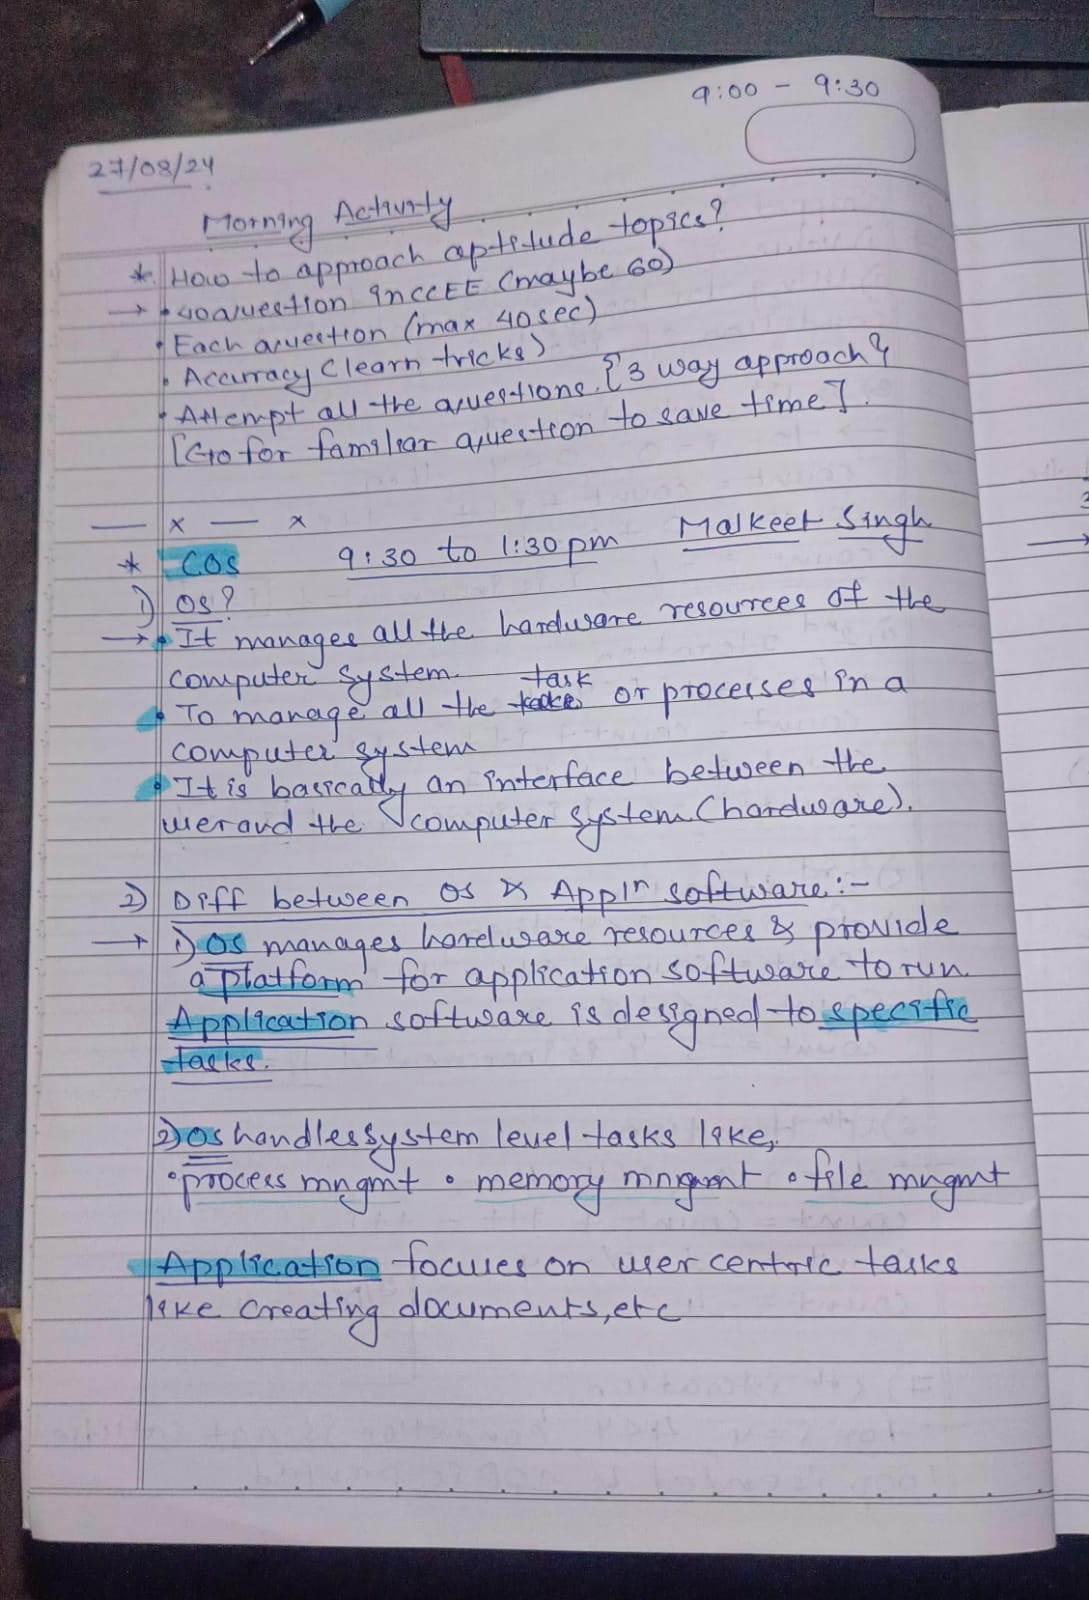 9:00 - 9:30
27/08/24
Morning Activity
* How to approach aptitude topics?
→ • 40 question in CCEE (maybe 60)
• Each question (max 40 sec)
• Accuracy (learn tricks)
• Attempt all the questions. {3 way approach}
[Go for familiar question to save time].
— x — x
* COS 9:30 to 1:30 pm Malkeet Singh
1) OS?
→ • It manages all the hardware resources of the
computer system.
• To manage all the task or processes in a
computer system
• It is basically an interface between the
user and the computer system (hardware).
2) Diff between OS & Appln software:-
→ 1) OS manages hardware resources & provide
a platform for application software to run.
Application software is designed to specific
tasks.
2) OS handles system level tasks like,
• process mngmt • memory mngmnt • file mngmt
Application focuses on user centric tasks
like creating documents, etc